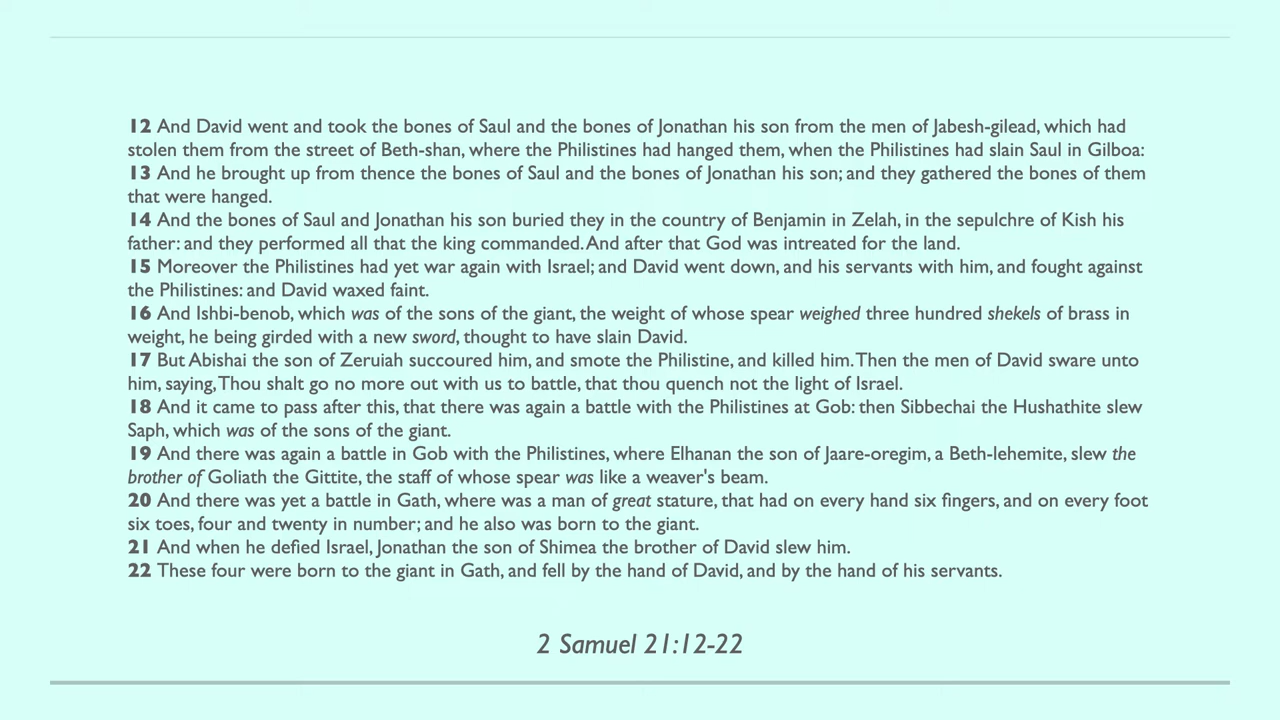 12 And David went and took the bones of Saul and the bones of Jonathan his son from the men of Jabesh-gilead, which had
stolen them from the street of Beth-shan, where the Philistines had hanged them, when the Philistines had slain Saul in Gilboa:
13 And he brought up from thence the bones of Saul and the bones of Jonathan his son; and they gathered the bones of them
that were hanged.
14 And the bones of Saul and Jonathan his son buried they in the country of Benjamin in Zelah, in the sepulchre of Kish his
father: and they performed all that the king commanded. And after that God was intreated for the land.
15 Moreover the Philistines had yet war again with Israel; and David went down, and his servants with him, and fought against
the Philistines: and David waxed faint.
16 And Ishbi-benob, which was of the sons of the giant, the weight of whose spear weighed three hundred shekels of brass in
weight, he being girded with a new sword, thought to have slain David.
17 But Abishai the son of Zeruiah succoured him, and smote the Philistine, and killed him. Then the men of David sware unto
him, saying, Thou shalt go no more out with us to battle, that thou quench not the light of Israel.
18 And it came to pass after this, that there was again a battle with the Philistines at Gob: then Sibbechai the Hushathite slew
Saph, which was of the sons of the giant.
19 And there was again a battle in Gob with the Philistines, where Elhanan the son of Jaare-oregim, a Beth-lehemite, slew the
brother of Goliath the Gittite, the staff of whose spear was like a weaver's beam.
20 And there was yet a battle in Gath, where was a man of great stature, that had on every hand six fingers, and on every foot
six toes, four and twenty in number; and he also was born to the giant.
21 And when he defied Israel, Jonathan the son of Shimea the brother of David slew him.
22 These four were born to the giant in Gath, and fell by the hand of David, and by the hand of his servants.
2 Samuel 21:12-22